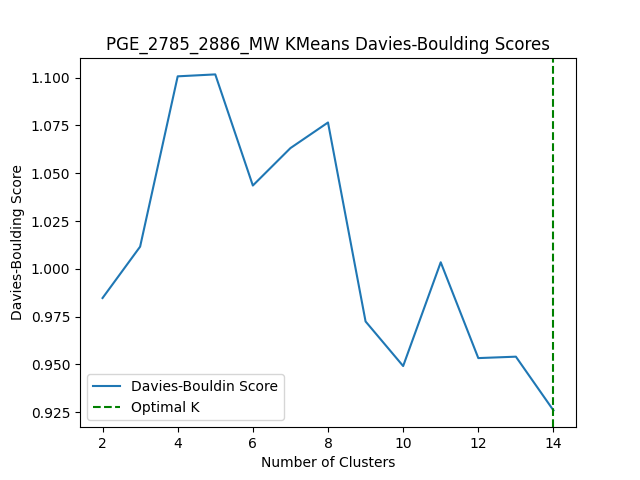 PGE_2785_2886_MW KMeans Davies-Boulding Scores
Davies-Boulding Score
1.100
1.075
1.050
1.025
1.000
0.975
0.950
0.925
Davies-Bouldin Score
Optimal K
2 4 6 8 10 12 14
Number of Clusters